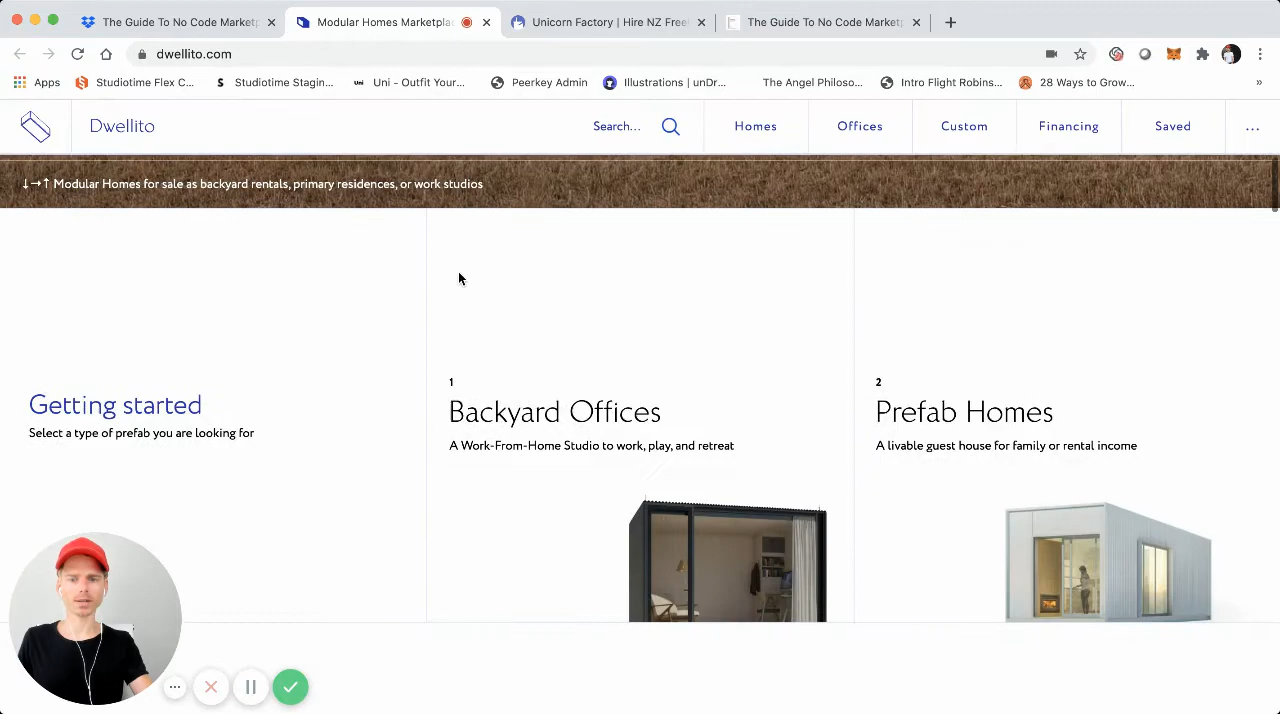 The Guide To No Code Marketp
Modular Homes Marketplac
Unicorn Factory | Hire NZ Free
The Guide To No Code Marketp
dwellito.com
Apps
Studiotime Flex C...
Studiotime Stagin...
uni
Uni – Outfit Your...
Peerkey Admin
Illustrations | unDr...
The Angel Philoso...
Intro Flight Robins...
28 Ways to Grow...
»
Dwellito
Search...
Homes
Offices
Custom
Financing
Saved
...
↓→↑ Modular Homes for sale as backyard rentals, primary residences, or work studios
Getting started
Select a type of prefab you are looking for
1
Backyard Offices
A Work-From-Home Studio to work, play, and retreat
2
Prefab Homes
A livable guest house for family or rental income